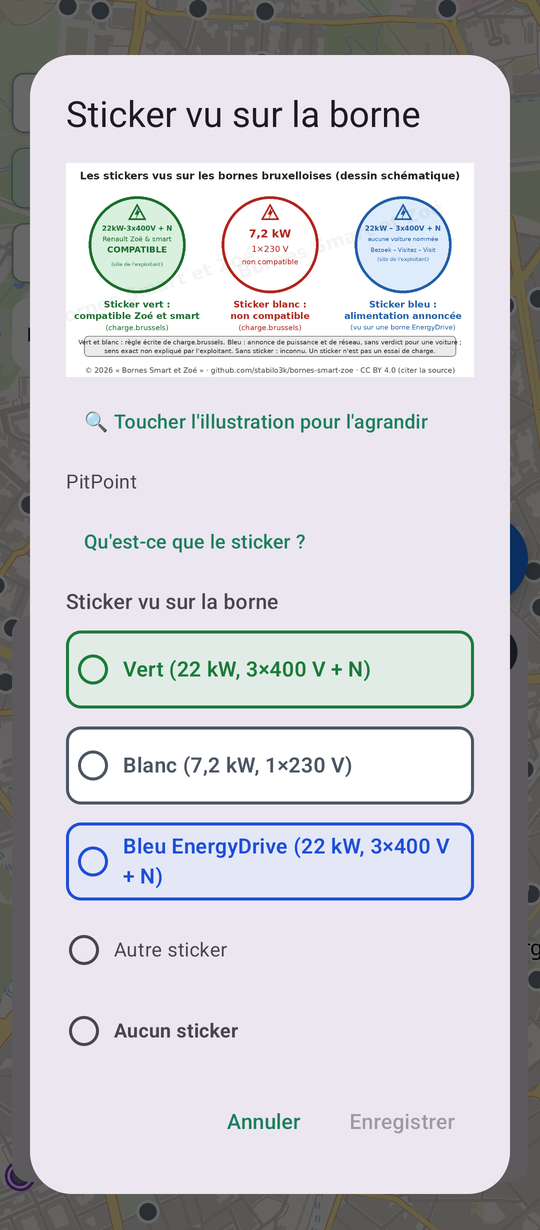 Sticker vu sur la borne
Les stickers vus sur les bornes bruxelloises (dessin schématique)
22kW-3x400V + N
Renault Zoë & smart
COMPATIBLE
(site de l'exploitant)
7,2 kW
1×230 V
non compatible
22kW – 3x400V + N
aucune voiture nommée
Bezoek – Visitez – Visit
(site de l'exploitant)
Sticker vert :
compatible Zoé et smart
(charge.brussels)
Sticker blanc :
non compatible
(charge.brussels)
Sticker bleu :
alimentation annoncée
(vu sur une borne EnergyDrive)
Vert et blanc : règle écrite de charge.brussels. Bleu : annonce de puissance et de réseau, sans verdict pour une voiture ;
sens exact non expliqué par l'exploitant. Sans sticker : inconnu. Un sticker n'est pas un essai de charge.
© 2026 « Bornes Smart et Zoé » · github.com/stabilo3k/bornes-smart-zoe · CC BY 4.0 (citer la source)
🔍 Toucher l'illustration pour l'agrandir
PitPoint
Qu'est-ce que le sticker ?
Sticker vu sur la borne
Vert (22 kW, 3×400 V + N)
Blanc (7,2 kW, 1×230 V)
Bleu EnergyDrive (22 kW, 3×400 V
+ N)
Autre sticker
Aucun sticker
Annuler
Enregistrer